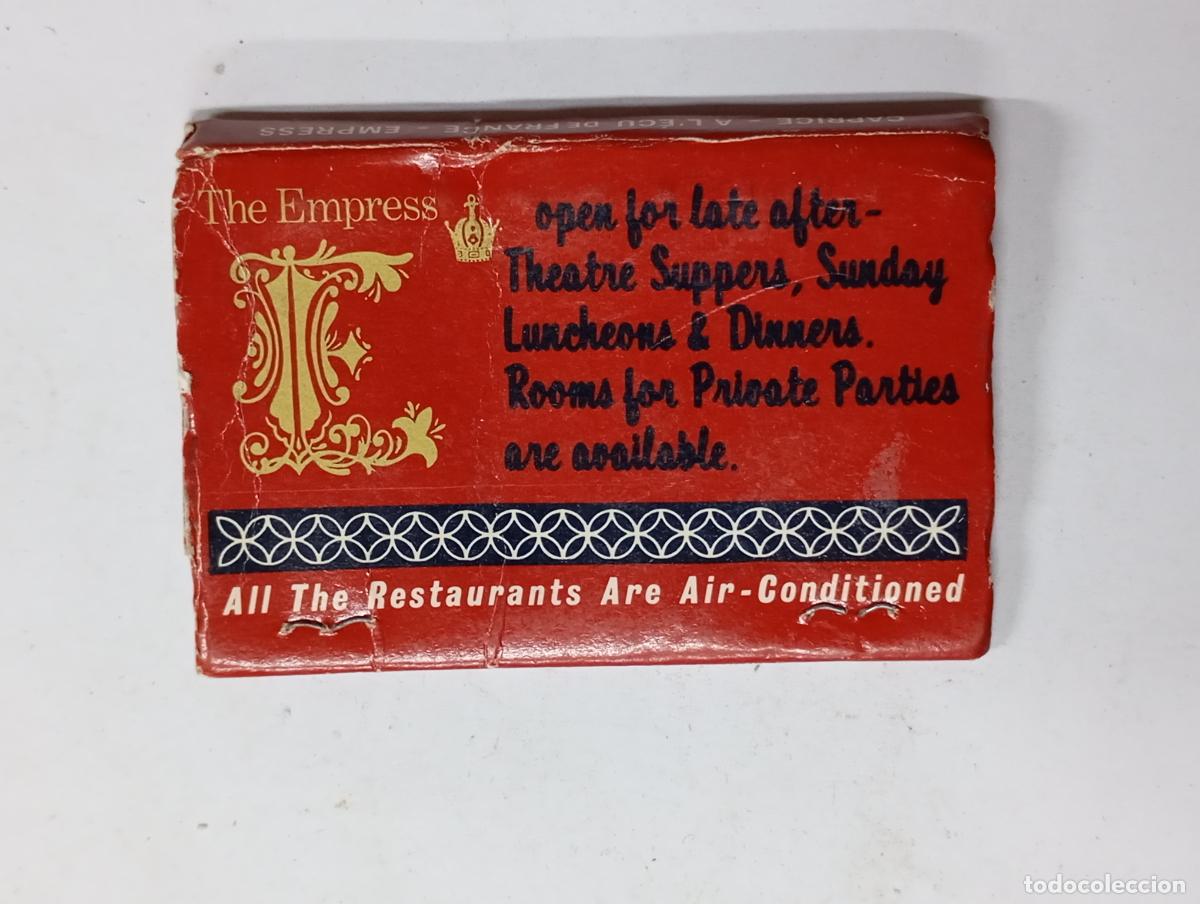 CAPRICE - A L'ÉCU DE FRANCE - EMPRESS
The Empress
E
open for late after-
Theatre Suppers, Sunday
Luncheons & Dinners.
Rooms for Private Parties
are available.
All The Restaurants Are Air-Conditioned
todocoleccion